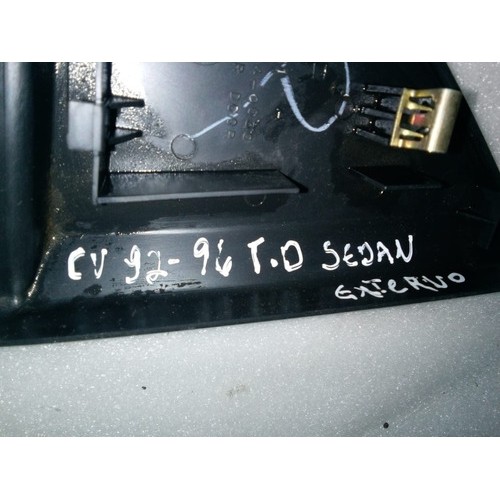 CV 92-96 T.D SEDAN
EXTERNO